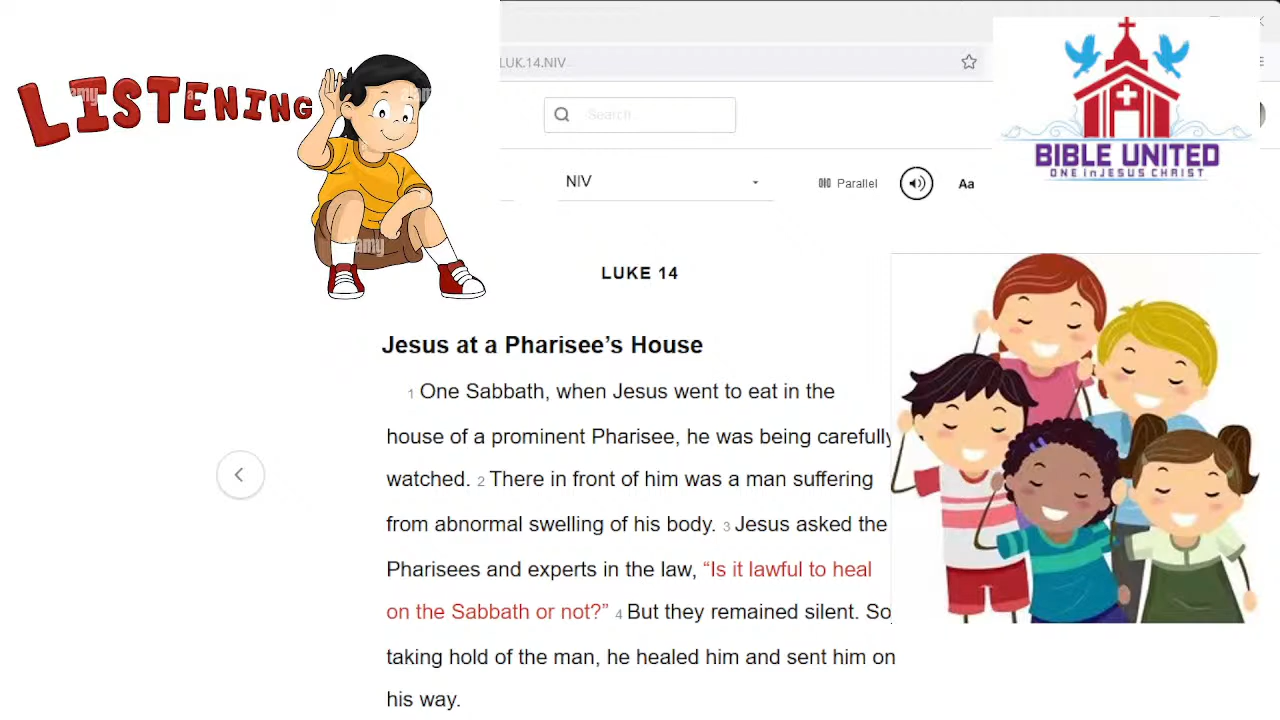 LISTENING
LUK.14.NIV
Search...
NIV
Parallel
Aa
BIBLE UNITED
ONE in JESUS CHRIST
LUKE 14
Jesus at a Pharisee’s House
1 One Sabbath, when Jesus went to eat in the
house of a prominent Pharisee, he was being carefully
watched. 2 There in front of him was a man suffering
from abnormal swelling of his body. 3 Jesus asked the
Pharisees and experts in the law, “Is it lawful to heal
on the Sabbath or not?” 4 But they remained silent. So
taking hold of the man, he healed him and sent him on
his way.